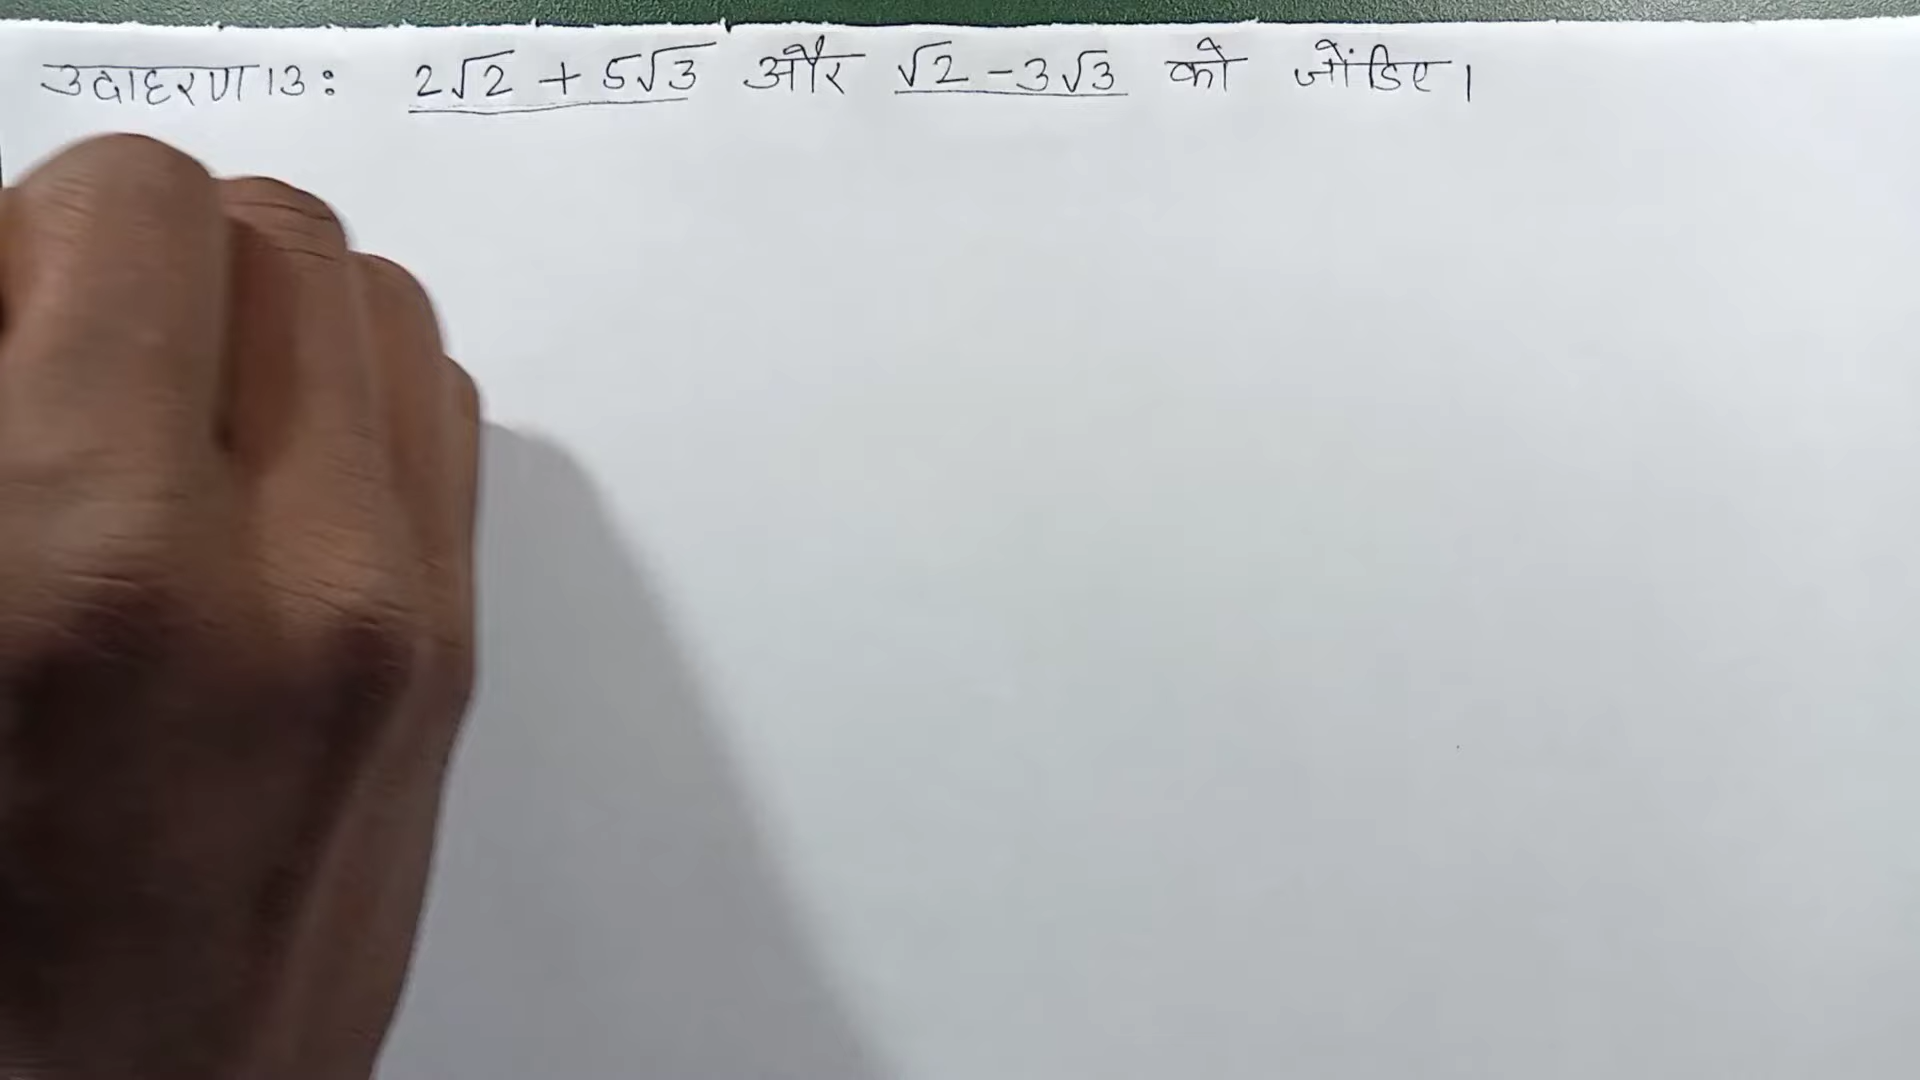 उदाहरण 13: 2√2 + 5√3 और √2 - 3√3 को जोंडिए।